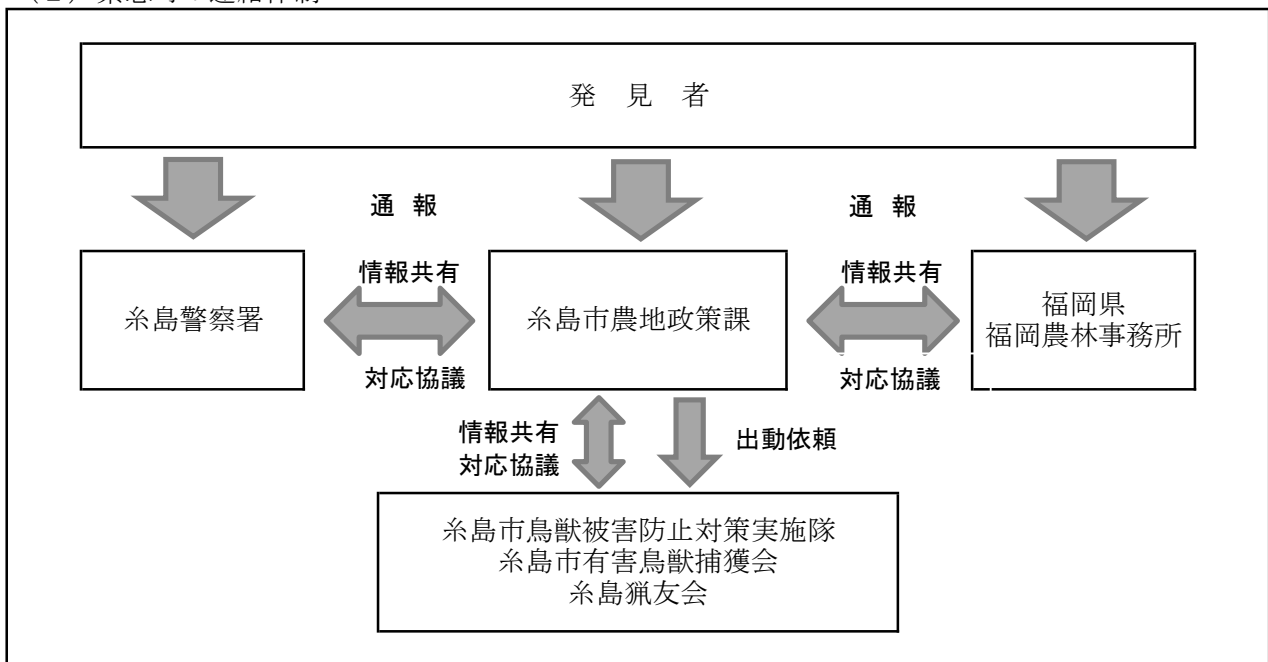 発 見 者
通 報
通 報
糸島警察署
情報共有
対応協議
糸島市農地政策課
情報共有
対応協議
福岡県
福岡農林事務所
情報共有
対応協議
出動依頼
糸島市鳥獣被害防止対策実施隊
糸島市有害鳥獣捕獲会
糸島猟友会